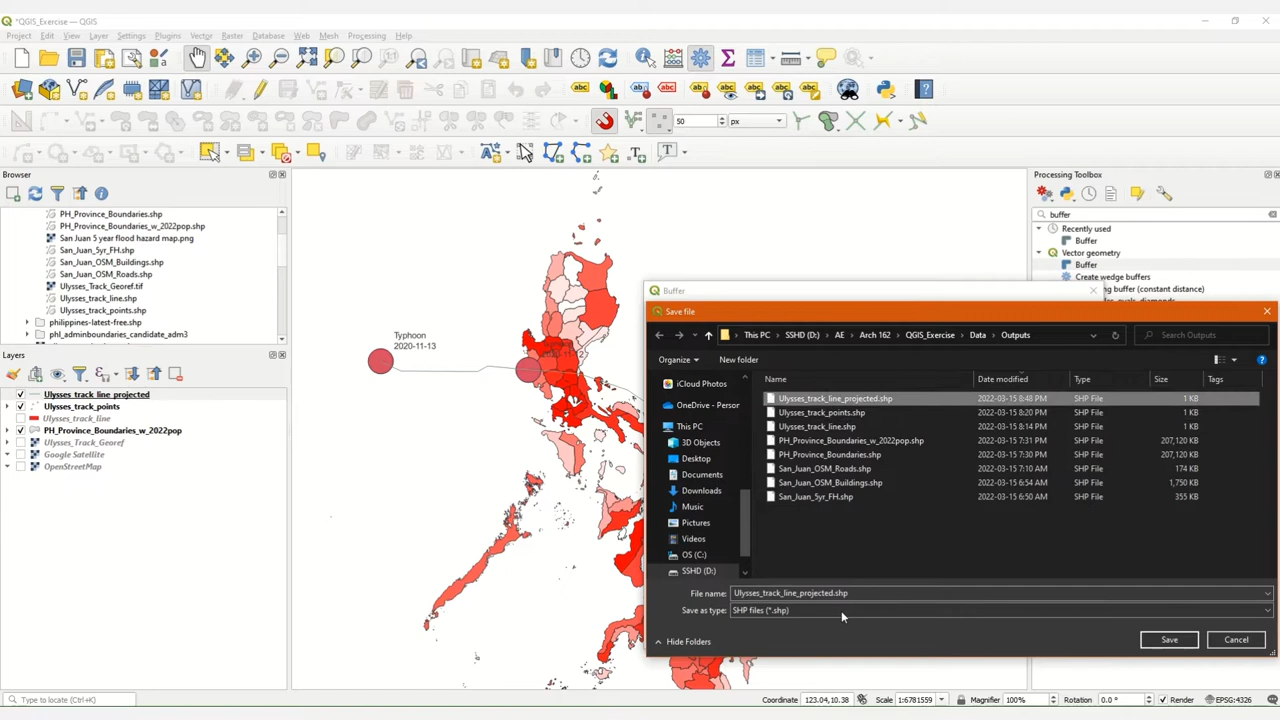 *QGIS_Exercise — QGIS
Project Edit View Layer Settings Plugins Vector Raster Database Web Mesh Processing Help
50 px
Browser
PH_Province_Boundaries.shp
PH_Province_Boundaries_w_2022pop.shp
San Juan 5 year flood hazard map.png
San_Juan_5yr_FH.shp
San_Juan_OSM_Buildings.shp
San_Juan_OSM_Roads.shp
Ulysses_Track_Georef.tif
Ulysses_track_line.shp
Ulysses_track_points.shp
philippines-latest-free.shp
phl_adminboundaries_candidate_adm3
Layers
Ulysses_track_line_projected
Ulysses_track_points
Ulysses_track_line
PH_Province_Boundaries_w_2022pop
Ulysses_Track_Georef
Google Satellite
OpenStreetMap
Typhoon
2020-11-13
Processing Toolbox
buffer
Recently used
Buffer
Vector geometry
Buffer
Create wedge buffers
ng buffer (constant distance)
Buffer
Save file
This PC > SSHD (D:) > AE > Arch 162 > QGIS_Exercise > Data > Outputs
Search Outputs
Organize New folder
iCloud Photos
OneDrive - Person
This PC
3D Objects
Desktop
Documents
Downloads
Music
Pictures
Videos
OS (C:)
SSHD (D:)
Name Date modified Type Size Tags
Ulysses_track_line_projected.shp 2022-03-15 8:48 PM SHP File 1 KB
Ulysses_track_points.shp 2022-03-15 8:20 PM SHP File 1 KB
Ulysses_track_line.shp 2022-03-15 8:14 PM SHP File 1 KB
PH_Province_Boundaries_w_2022pop.shp 2022-03-15 7:31 PM SHP File 207,120 KB
PH_Province_Boundaries.shp 2022-03-15 7:30 PM SHP File 207,120 KB
San_Juan_OSM_Roads.shp 2022-03-15 7:10 AM SHP File 174 KB
San_Juan_OSM_Buildings.shp 2022-03-15 6:54 AM SHP File 1,750 KB
San_Juan_5yr_FH.shp 2022-03-15 6:50 AM SHP File 355 KB
File name: Ulysses_track_line_projected.shp
Save as type: SHP files (*.shp)
Hide Folders Save Cancel
Type to locate (Ctrl+K) Coordinate 123.04,10.38 Scale 1:6781559 Magnifier 100% Rotation 0.0 ° Render EPSG:4326